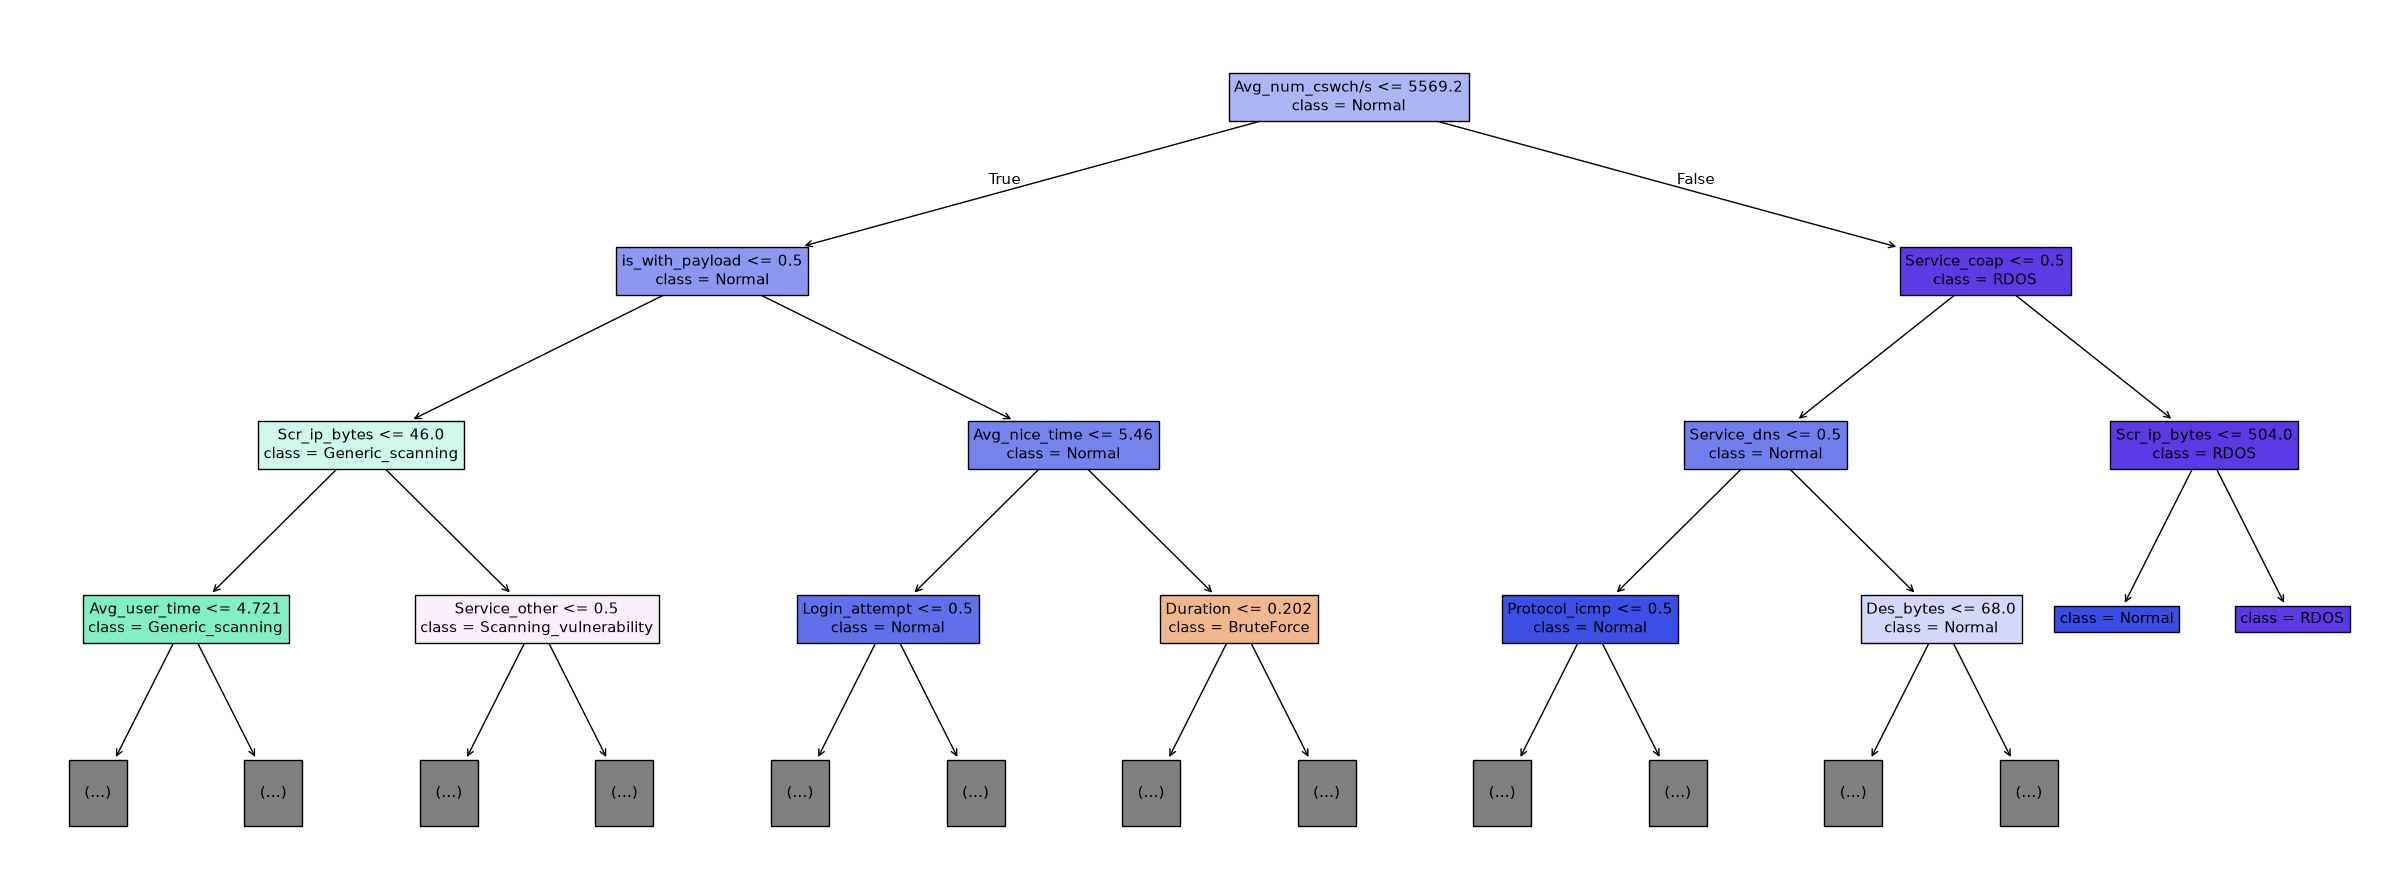 Avg_num_cswch/s <= 5569.2
class = Normal
True
False
is_with_payload <= 0.5
class = Normal
Service_coap <= 0.5
class = RDOS
Scr_ip_bytes <= 46.0
class = Generic_scanning
Avg_nice_time <= 5.46
class = Normal
Service_dns <= 0.5
class = Normal
Scr_ip_bytes <= 504.0
class = RDOS
Avg_user_time <= 4.721
class = Generic_scanning
Service_other <= 0.5
class = Scanning_vulnerability
Login_attempt <= 0.5
class = Normal
Duration <= 0.202
class = BruteForce
Protocol_icmp <= 0.5
class = Normal
Des_bytes <= 68.0
class = Normal
class = Normal
class = RDOS
(...)
(...)
(...)
(...)
(...)
(...)
(...)
(...)
(...)
(...)
(...)
(...)